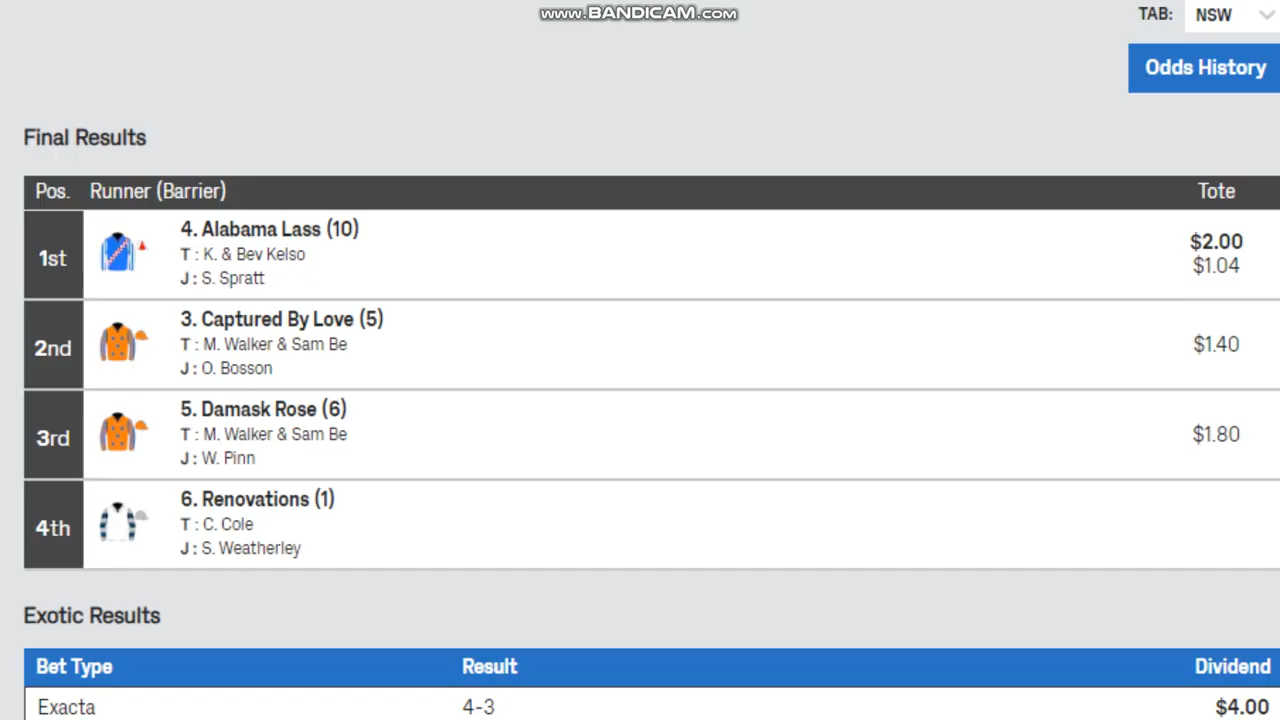 www.BANDICAM.com
TAB: NSW
Odds History
Final Results
Pos. Runner (Barrier) Tote
1st 4. Alabama Lass (10) $2.00
T : K. & Bev Kelso $1.04
J : S. Spratt
2nd 3. Captured By Love (5)
T : M. Walker & Sam Be $1.40
J : O. Bosson
3rd 5. Damask Rose (6)
T : M. Walker & Sam Be $1.80
J : W. Pinn
4th 6. Renovations (1)
T : C. Cole
J : S. Weatherley
Exotic Results
Bet Type Result Dividend
Exacta 4-3 $4.00